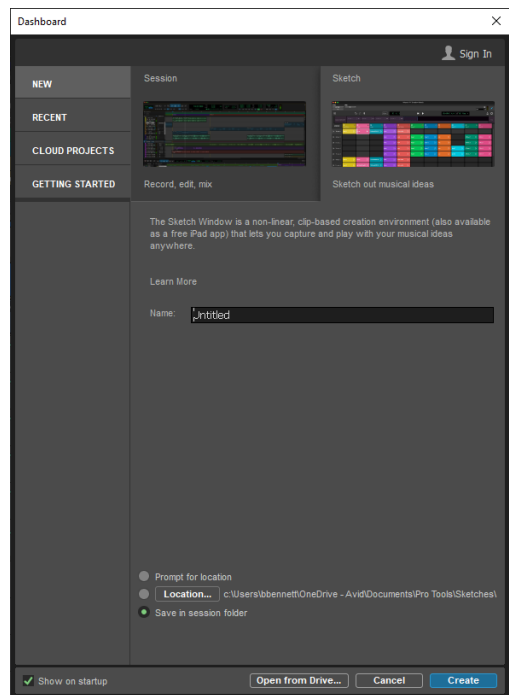 Dashboard
Sign In
NEW
RECENT
CLOUD PROJECTS
GETTING STARTED
Session
Sketch
Record, edit, mix
Sketch out musical ideas
The Sketch Window is a non-linear, clip-based creation environment (also available
as a free iPad app) that lets you capture and play with your musical ideas
anywhere.
Learn More
Name:
Untitled
Prompt for location
Location...
c:\Users\bbennett\OneDrive - Avid\Documents\Pro Tools\Sketches\
Save in session folder
Show on startup
Open from Drive...
Cancel
Create